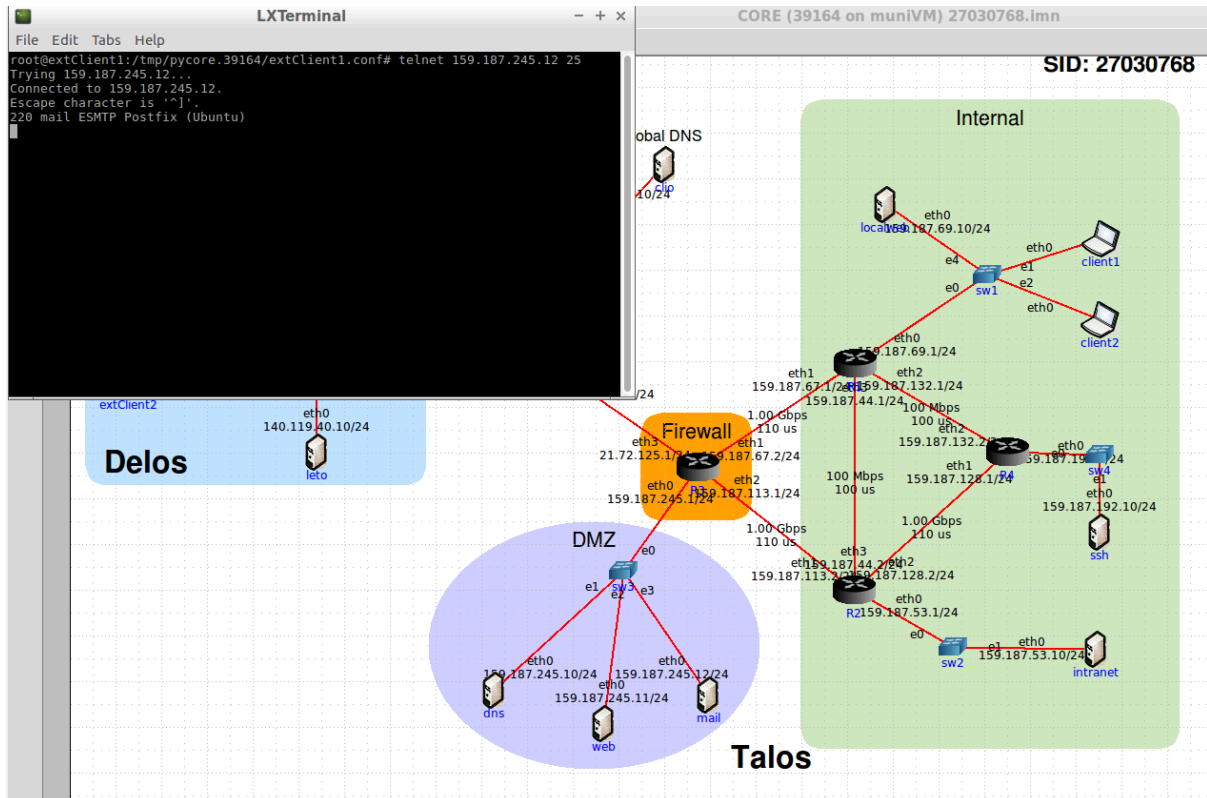 LXTerminal
File Edit Tabs Help
root@extClient1:/tmp/pycore.39164/extClient1.conf# telnet 159.187.245.12 25
Trying 159.187.245.12...
Connected to 159.187.245.12.
Escape character is '^]'.
220 mail ESMTP Postfix (Ubuntu)
CORE (39164 on muniVM) 27030768.imn
SID: 27030768
Internal
obal DNS
clio
10/24
eth0
159.187.69.10/24
localweb
e4
eth0
e1
client1
e0
sw1
e2
eth0
client2
eth0
159.187.69.1/24
eth1
159.187.67.1/24
eth2
159.187.132.1/24
159.187.44.1/24
1.00 Gbps
110 us
100 Mbps
100 us
eth2
159.187.132.2/24
eth0
R4
sw4
e1
eth0
159.187.192.10/24
ssh
eth1
159.187.128.1/24
100 Mbps
100 us
1.00 Gbps
110 us
extClient2
eth0
140.119.40.10/24
Delos
leto
/24
Firewall
eth3
21.72.125.1/24
eth1
159.187.67.2/24
R3
eth2
159.187.113.1/24
eth0
159.187.245.1/24
1.00 Gbps
110 us
eth3
159.187.44.2/24
eth2
159.187.128.2/24
159.187.113.2/24
R2
eth0
159.187.53.1/24
e0
sw2
e1
eth0
159.187.53.10/24
intranet
DMZ
e0
sw3
e1
e2
e3
eth0
159.187.245.10/24
dns
eth0
159.187.245.11/24
web
eth0
159.187.245.12/24
mail
Talos